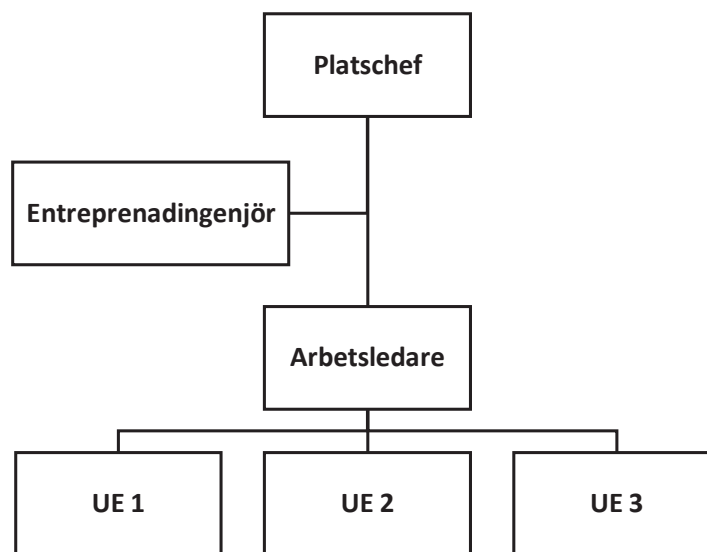 Platschef
Entreprenadingenjör
Arbetsledare
UE 1
UE 2
UE 3